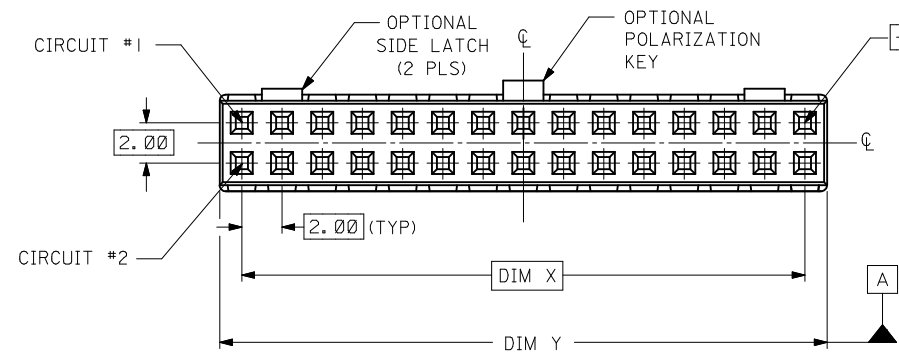 OPTIONAL
SIDE LATCH
(2 PLS)
OPTIONAL
POLARIZATION
KEY
CIRCUIT #1
℄
℄
2.00
2.00 (TYP)
CIRCUIT #2
DIM X
A
DIM Y